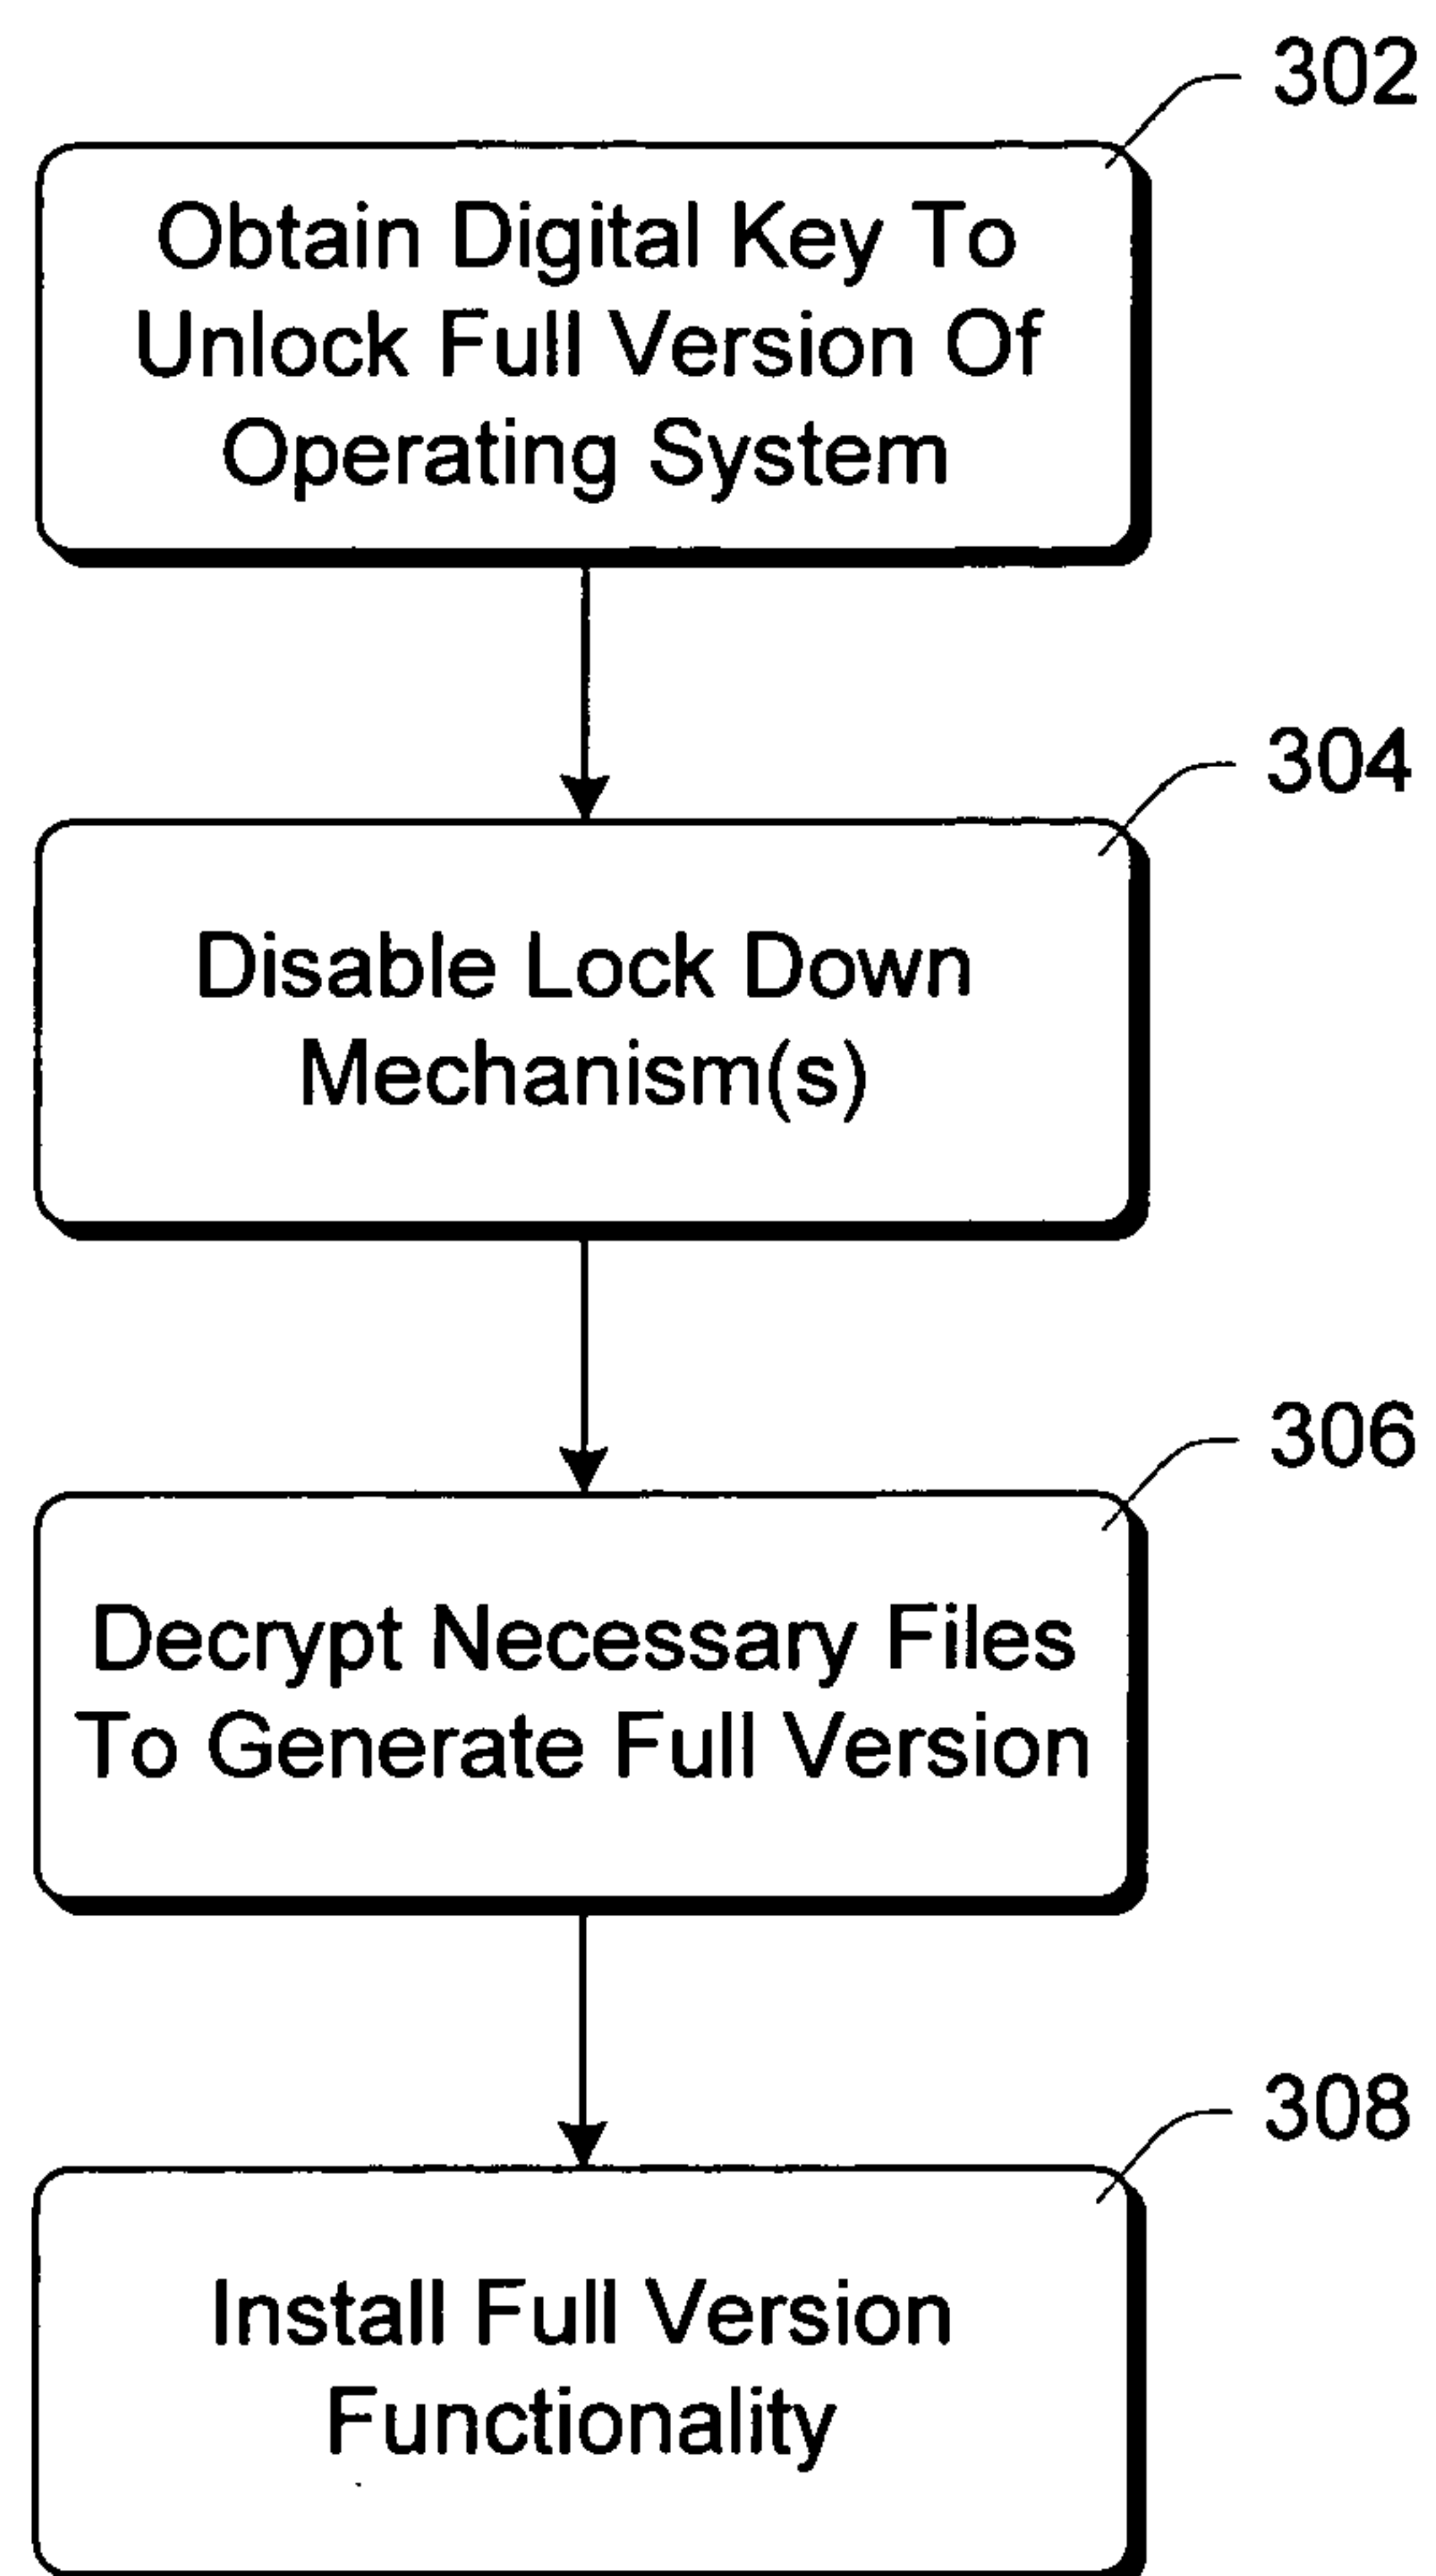 302
Obtain Digital Key To
Unlock Full Version Of
Operating System
304
Disable Lock Down
Mechanism(s)
306
Decrypt Necessary Files
To Generate Full Version
308
Install Full Version
Functionality